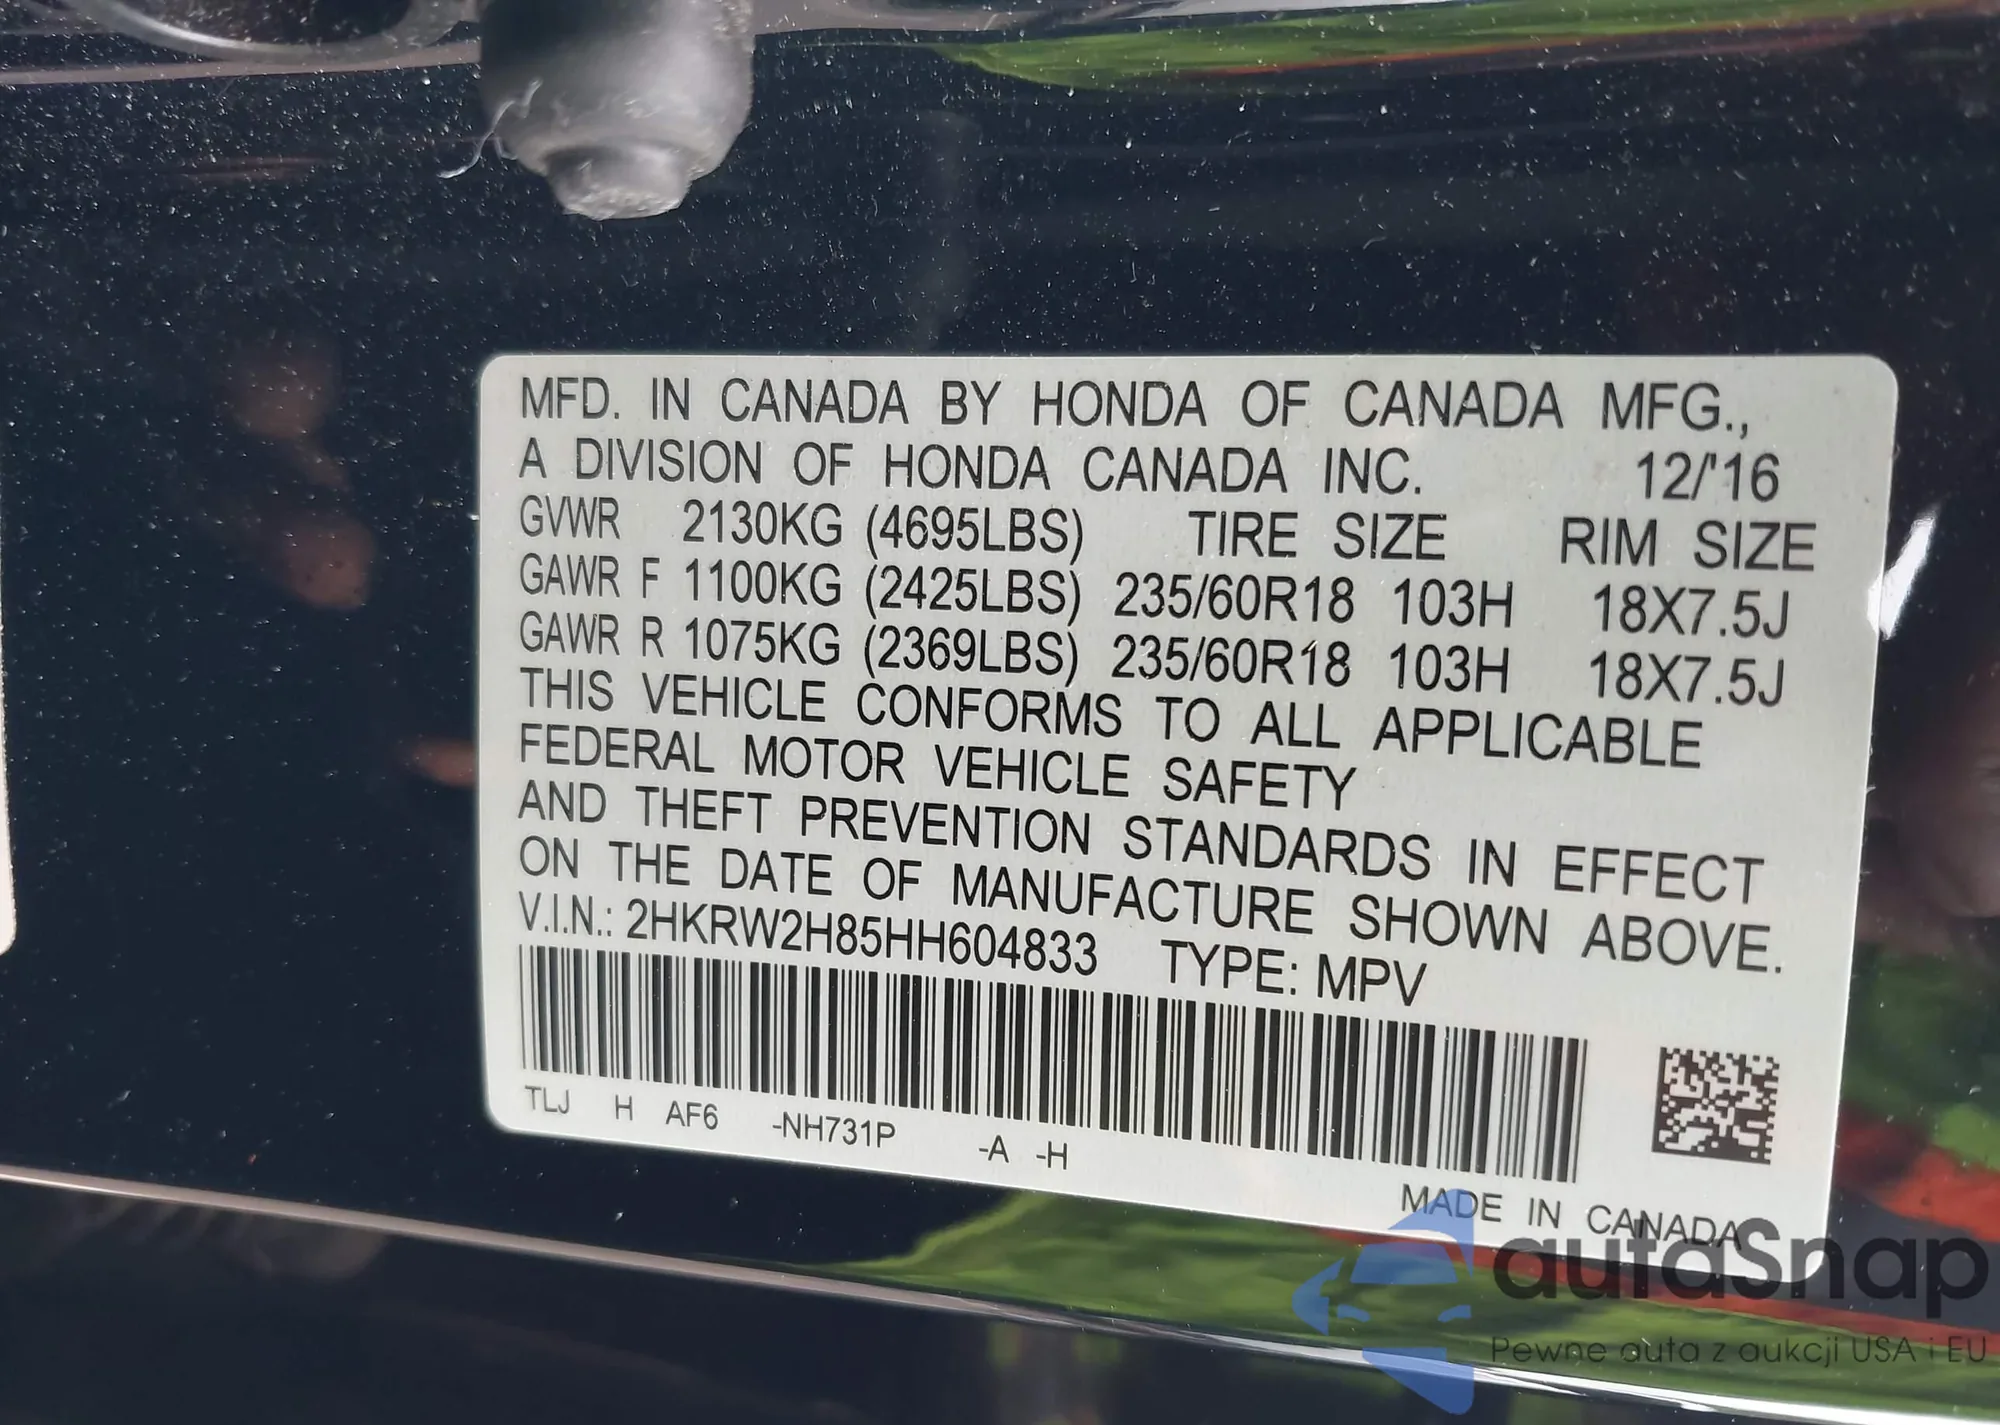 MFD. IN CANADA BY HONDA OF CANADA MFG.,
A DIVISION OF HONDA CANADA INC. 12/'16
GVWR 2130KG (4695LBS) TIRE SIZE RIM SIZE
GAWR F 1100KG (2425LBS) 235/60R18 103H 18X7.5J
GAWR R 1075KG (2369LBS) 235/60R18 103H 18X7.5J
THIS VEHICLE CONFORMS TO ALL APPLICABLE
FEDERAL MOTOR VEHICLE SAFETY
AND THEFT PREVENTION STANDARDS IN EFFECT
ON THE DATE OF MANUFACTURE SHOWN ABOVE.
V.I.N.: 2HKRW2H85HH604833 TYPE: MPV
TLJ H AF6 -NH731P -A -H
MADE IN CANADA
autaSnap
Pewne auta z aukcji USA i EU